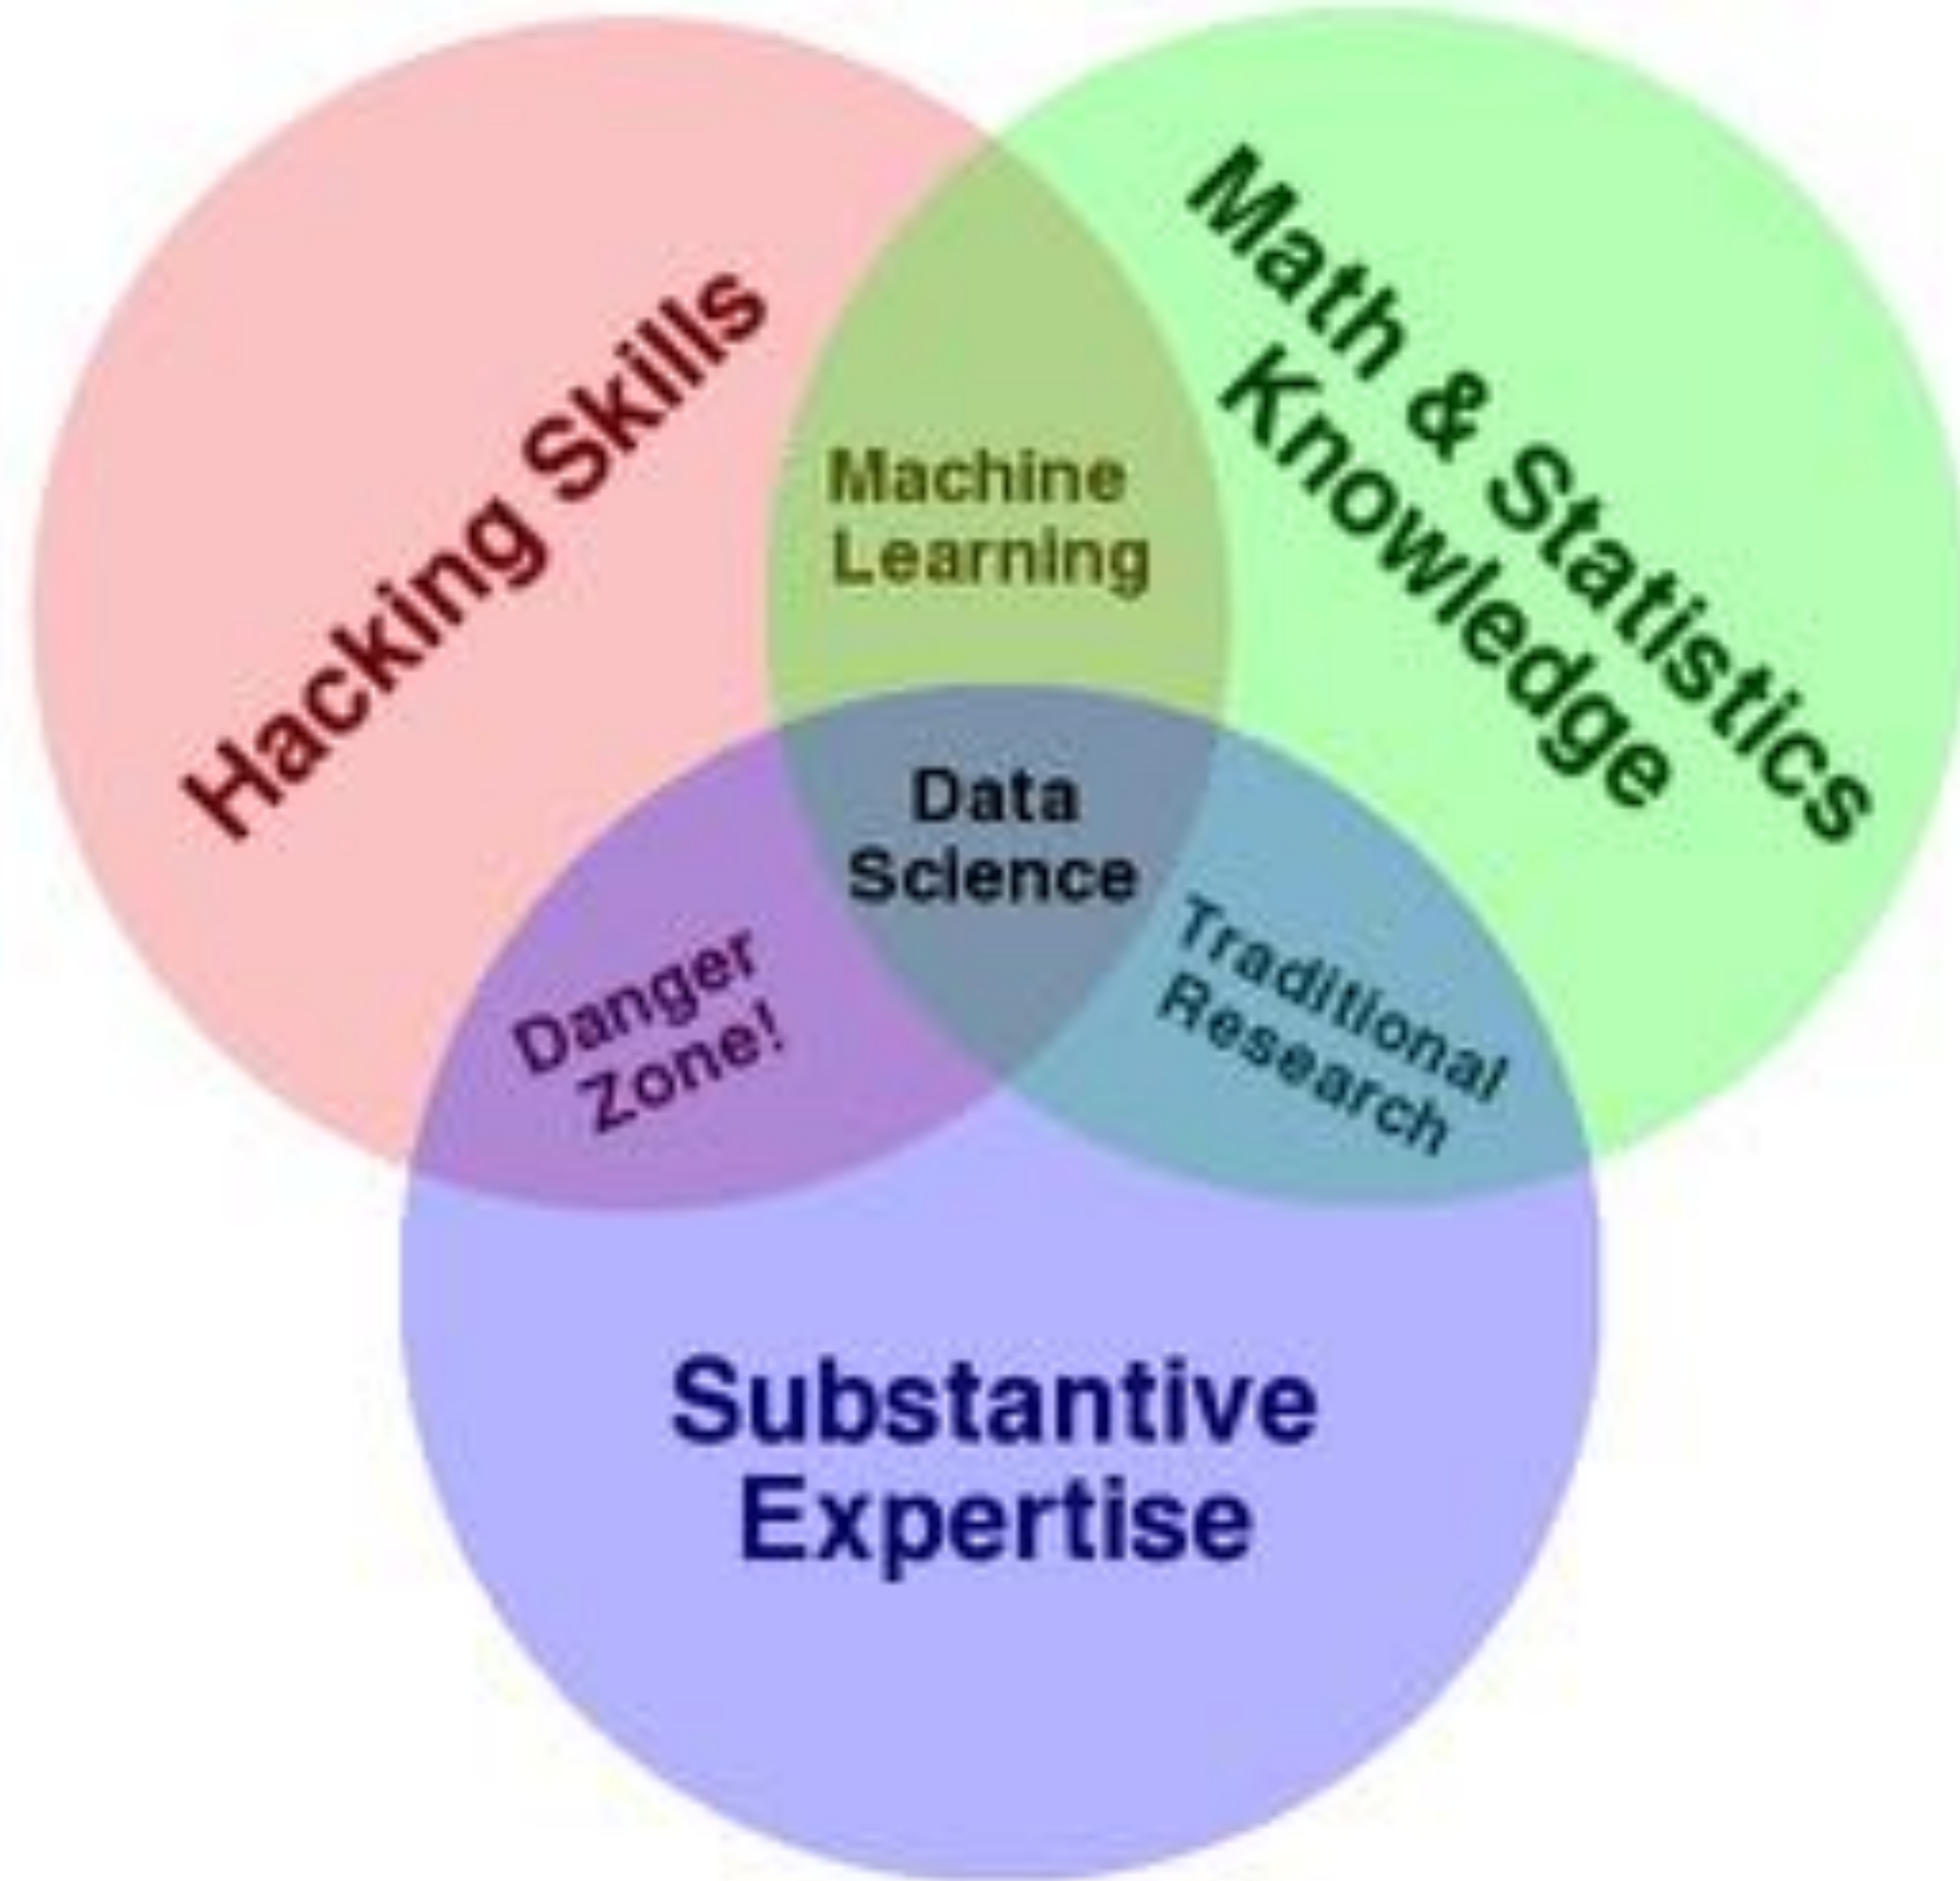 Hacking Skills
Math & Statistics
Knowledge
Machine
Learning
Data
Science
Danger
Zone!
Traditional
Research
Substantive
Expertise